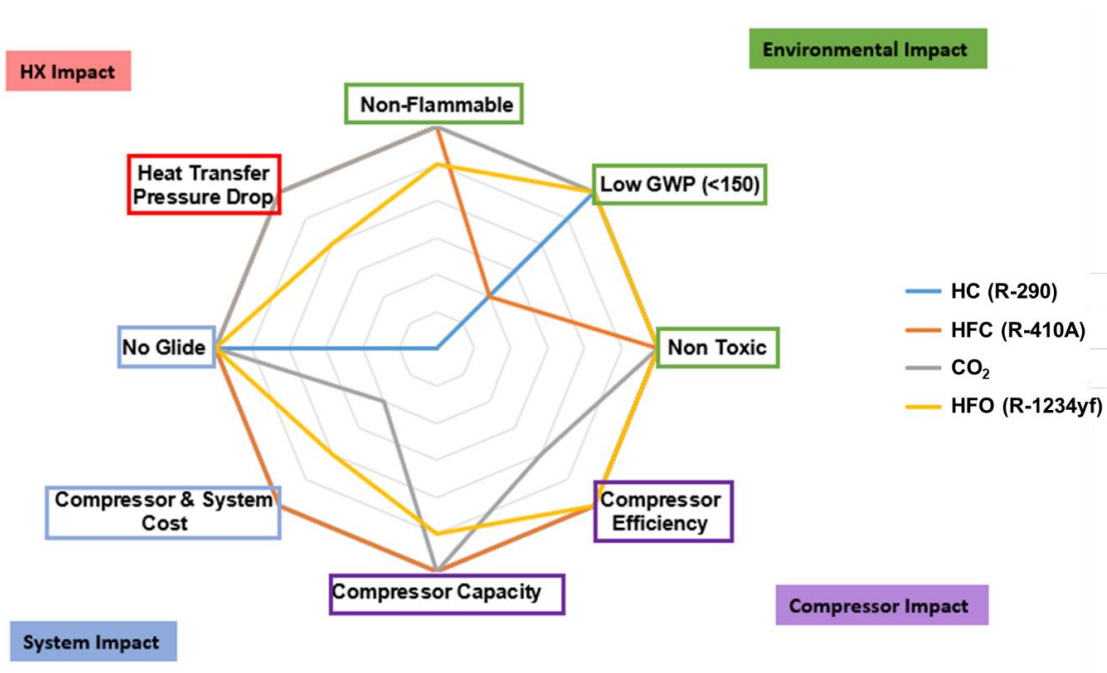 Environmental Impact
HX Impact
Non-Flammable
Heat Transfer
Pressure Drop
Low GWP (<150)
HC (R-290)
HFC (R-410A)
No Glide
Non Toxic
CO₂
HFO (R-1234yf)
Compressor & System
Cost
Compressor
Efficiency
Compressor Capacity
Compressor Impact
System Impact